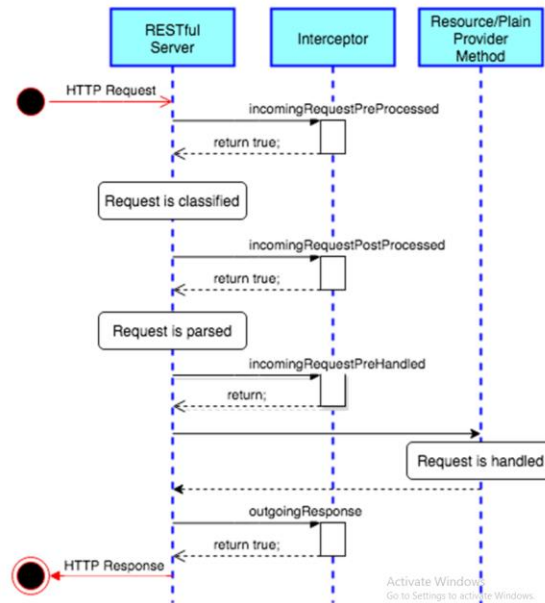 RESTful
Server
Interceptor
Resource/Plain
Provider
Method
HTTP Request
incomingRequestPreProcessed
return true;
Request is classified
incomingRequestPostProcessed
return true;
Request is parsed
incomingRequestPreHandled
return;
Request is handled
outgoingResponse
return true;
HTTP Response
Activate Windows
Go to Settings to activate Windows.